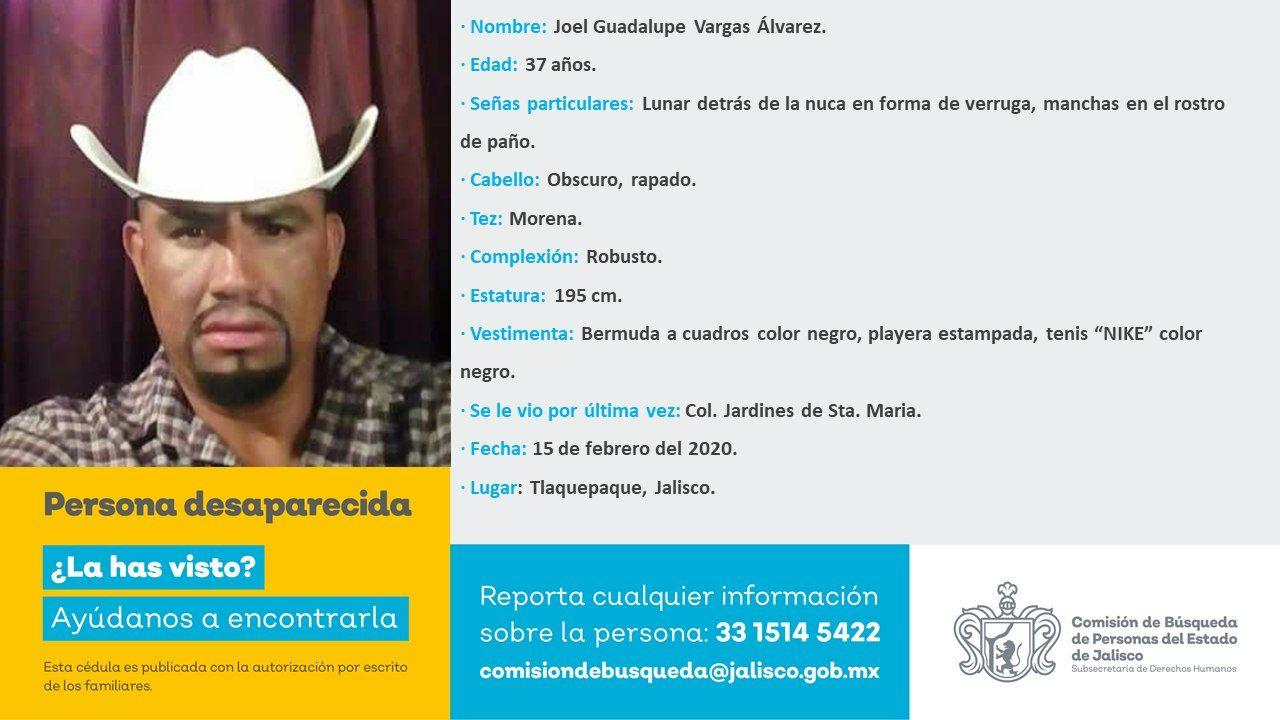 · Nombre: Joel Guadalupe Vargas Álvarez.
· Edad: 37 años.
· Señas particulares: Lunar detrás de la nuca en forma de verruga, manchas en el rostro
de paño.
· Cabello: Obscuro, rapado.
· Tez: Morena.
· Complexión: Robusto.
· Estatura: 195 cm.
· Vestimenta: Bermuda a cuadros color negro, playera estampada, tenis “NIKE” color
negro.
· Se le vio por última vez: Col. Jardines de Sta. Maria.
· Fecha: 15 de febrero del 2020.
· Lugar: Tlaquepaque, Jalisco.
Persona desaparecida
¿La has visto?
Ayúdanos a encontrarla
Esta cédula es publicada con la autorización por escrito
de los familiares.
Reporta cualquier información
sobre la persona: 33 1514 5422
comisiondebusqueda@jalisco.gob.mx
Comisión de Búsqueda
de Personas del Estado
de Jalisco
Subsecretaría de Derechos Humanos